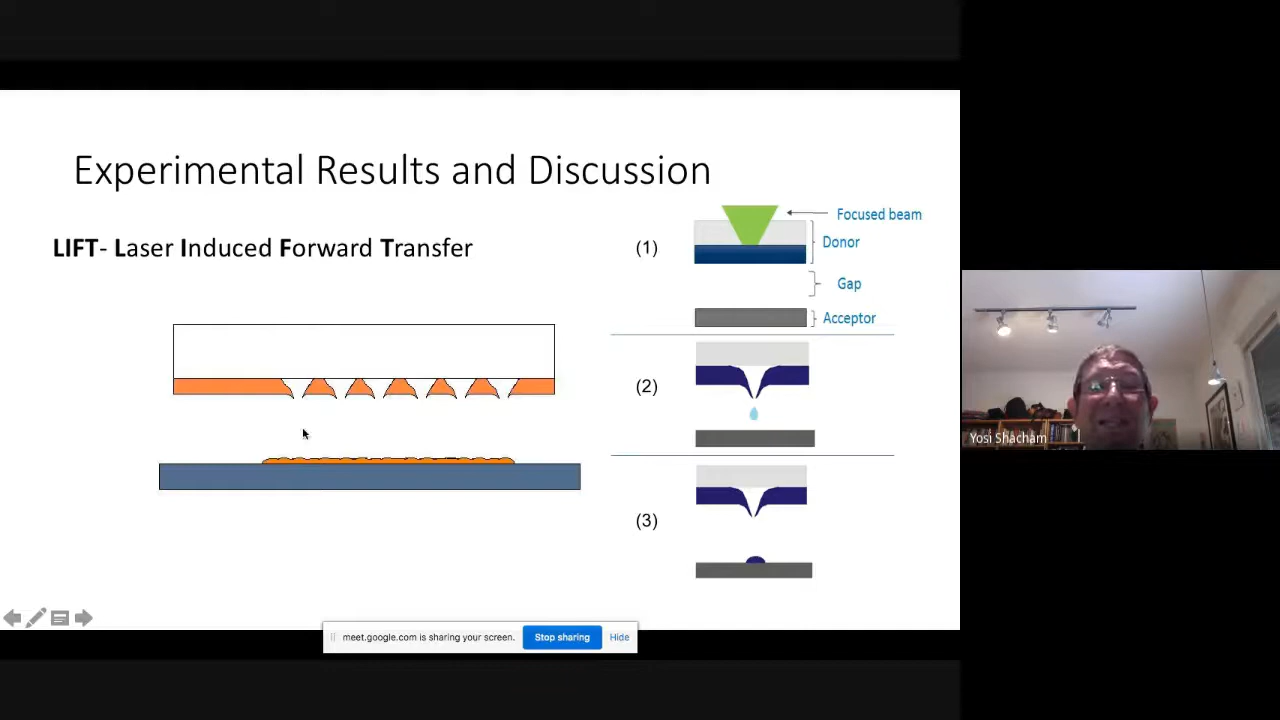 Experimental Results and Discussion
LIFT- Laser Induced Forward Transfer
(1)
Focused beam
Donor
Gap
Acceptor
(2)
(3)
Yosi Shacham
meet.google.com is sharing your screen.
Stop sharing
Hide